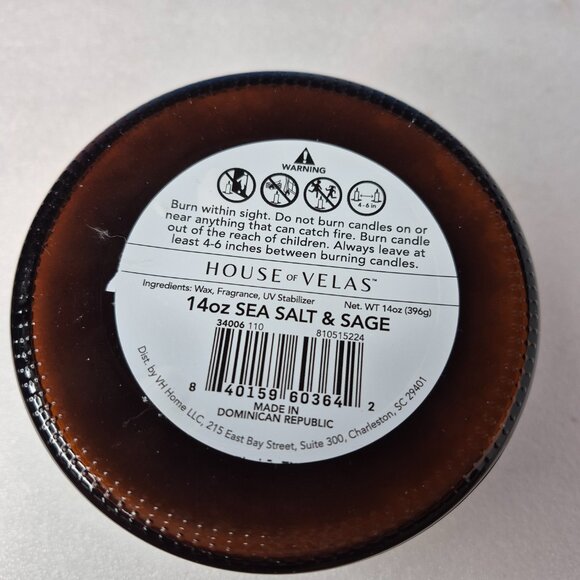 WARNING
4-6 in
Burn within sight. Do not burn candles on or
near anything that can catch fire. Burn candle
out of the reach of children. Always leave at
least 4-6 inches between burning candles.
HOUSE OF VELAS™
Ingredients: Wax, Fragrance, UV Stabilizer Net. WT 14oz (396g)
14oz SEA SALT & SAGE
34006 110 810515224
8 40159 60364 2
MADE IN
DOMINICAN REPUBLIC
Dist. by VH Home LLC, 215 East Bay Street, Suite 300, Charleston, SC 29401